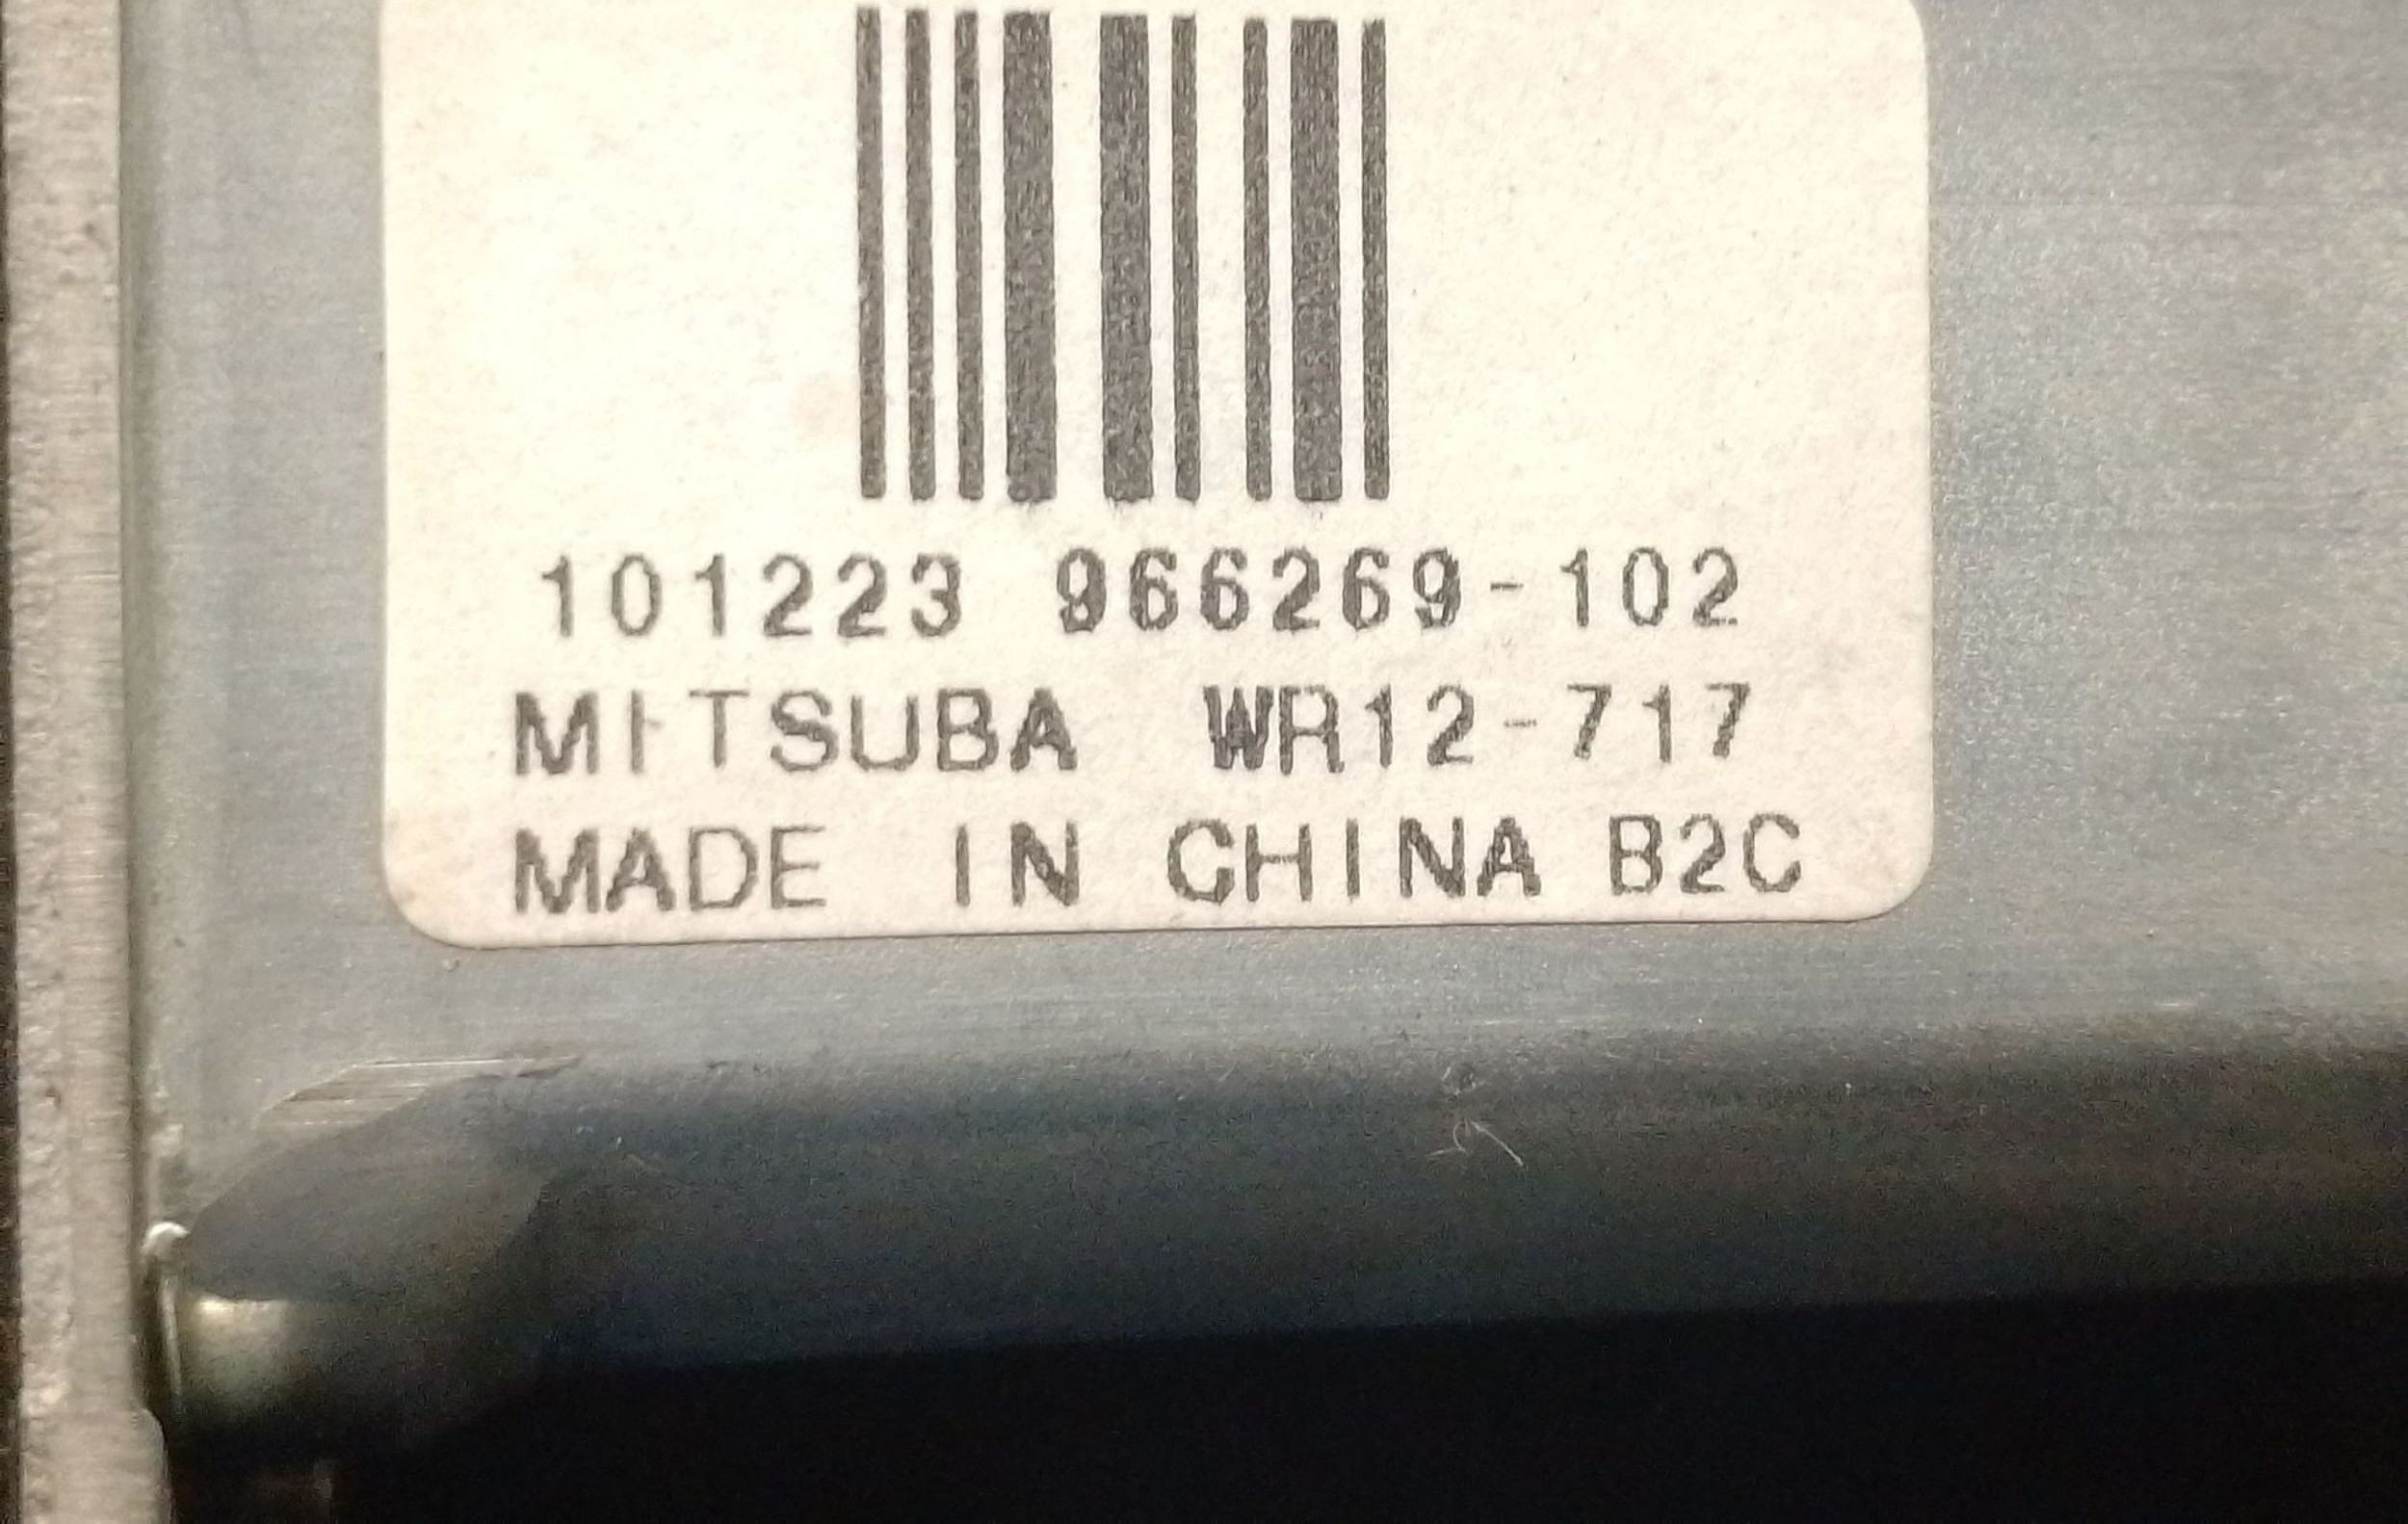 101223 966269-102
MITSUBA WR12-717
MADE IN CHINA B2C